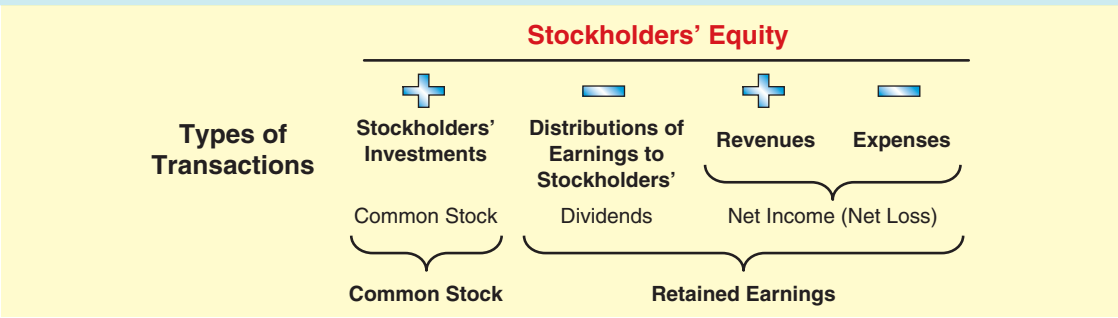 Stockholders’ Equity
Types of
Transactions
Stockholders’
Investments
Distributions of
Earnings to
Stockholders’
Revenues
Expenses
Common Stock
Dividends
Net Income (Net Loss)
Common Stock
Retained Earnings